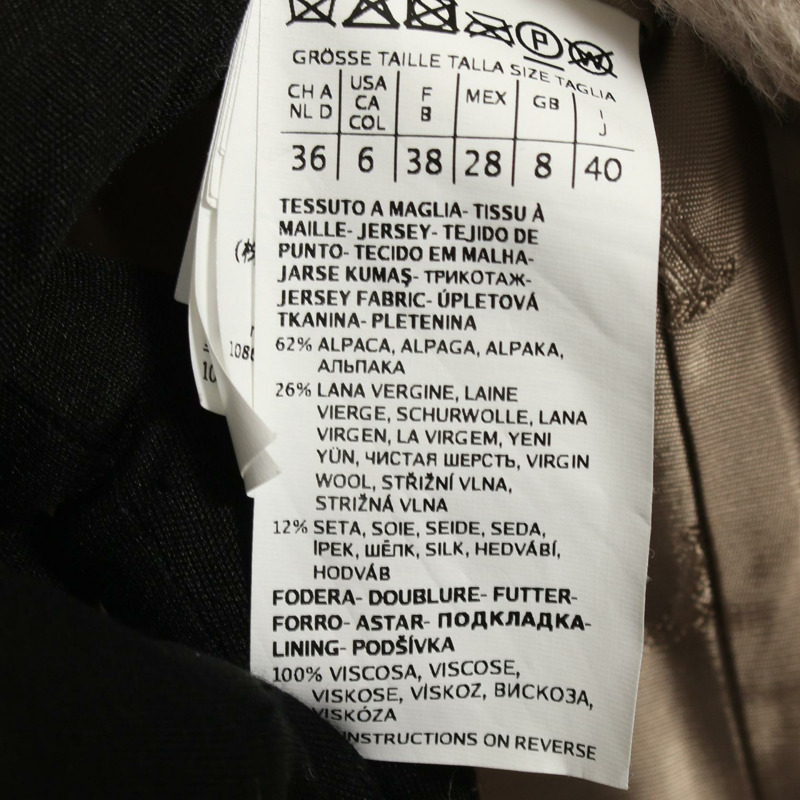 GRÖSSE TAILLE TALLA SIZE TAGLIA
CH A NL D | USA CA COL | F B | MEX | GB | I J
36 | 6 | 38 | 28 | 8 | 40
TESSUTO A MAGLIA- TISSU À
MAILLE- JERSEY- TEJIDO DE
PUNTO- TECIDO EM MALHA-
JARSE KUMAŞ- ТРИКОТАЖ-
JERSEY FABRIC- ÚPLETOVÁ
TKANINA- PLETENINA
62% ALPACA, ALPAGA, ALPAKA,
АЛЬПАКА
26% LANA VERGINE, LAINE
VIERGE, SCHURWOLLE, LANA
VIRGEN, LA VIRGEM, YENI
YÜN, ЧИСТАЯ ШЕРСТЬ, VIRGIN
WOOL, STŘIŽNÍ VLNA,
STRIŽNÁ VLNA
12% SETA, SOIE, SEIDE, SEDA,
İPEK, ШЁЛК, SILK, HEDVÁBÍ,
HODVÁB
FODERA- DOUBLURE- FUTTER-
FORRO- ASTAR- ПОДКЛАДКА-
LINING- PODŠÍVKA
100% VISCOSA, VISCOSE,
VISKOSE, VİSKOZ, ВИСКОЗА,
VISKÓZA
INSTRUCTIONS ON REVERSE